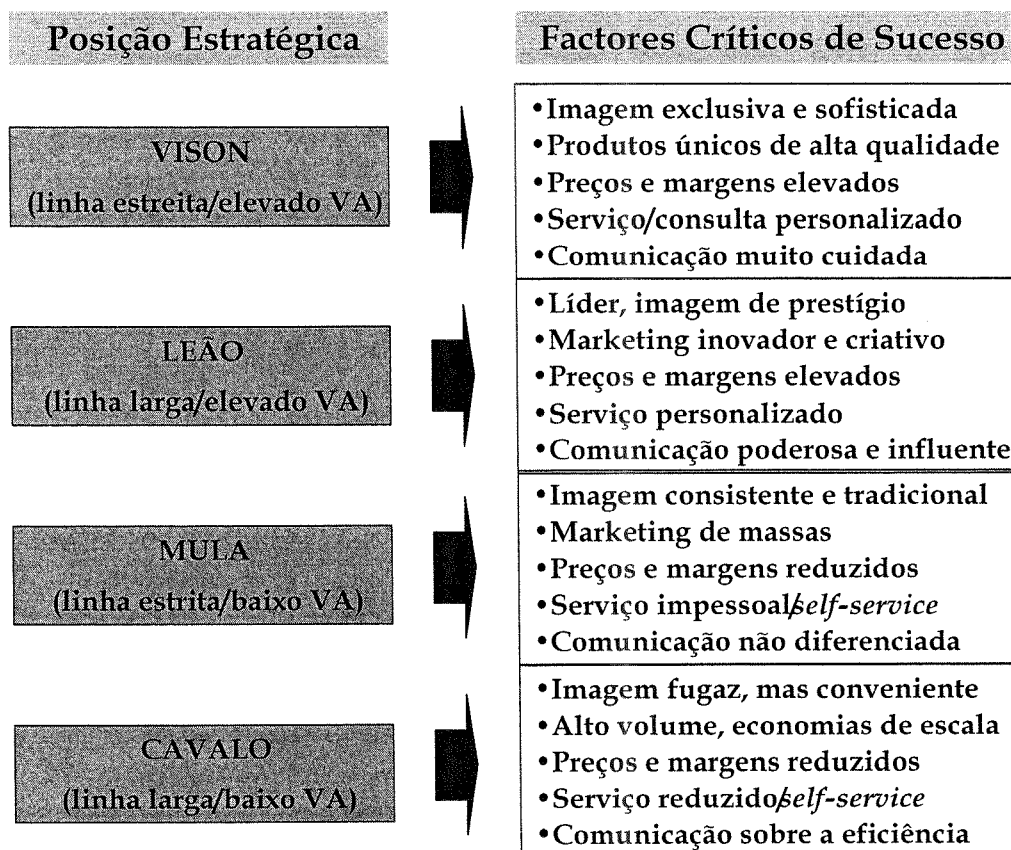 Posição Estratégica
Factores Críticos de Sucesso
VISON
(linha estreita/elevado VA)
•Imagem exclusiva e sofisticada
•Produtos únicos de alta qualidade
•Preços e margens elevados
•Serviço/consulta personalizado
•Comunicação muito cuidada
LEÃO
(linha larga/elevado VA)
•Líder, imagem de prestígio
•Marketing inovador e criativo
•Preços e margens elevados
•Serviço personalizado
•Comunicação poderosa e influente
MULA
(linha estrita/baixo VA)
•Imagem consistente e tradicional
•Marketing de massas
•Preços e margens reduzidos
•Serviço impessoal/self-service
•Comunicação não diferenciada
CAVALO
(linha larga/baixo VA)
•Imagem fugaz, mas conveniente
•Alto volume, economias de escala
•Preços e margens reduzidos
•Serviço reduzido/self-service
•Comunicação sobre a eficiência